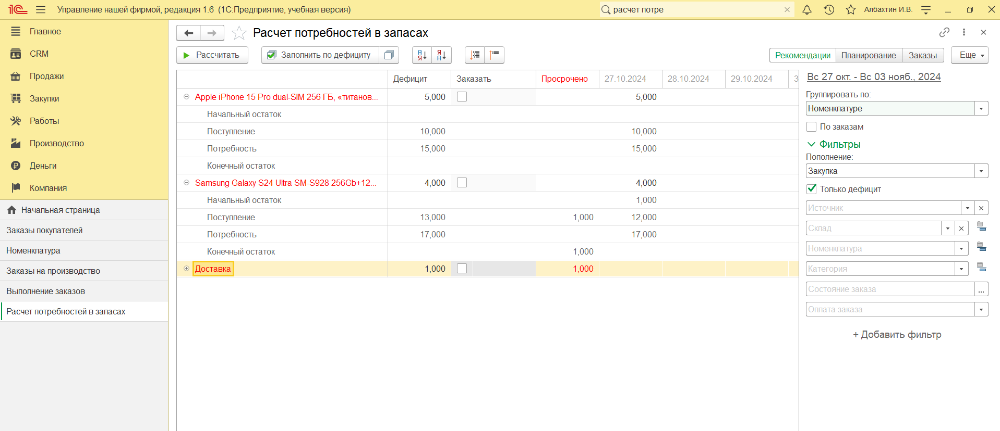 1С Управление нашей фирмой, редакция 1.6 (1С:Предприятие, учебная версия) расчет потре Албахтин И.В.
Главное
CRM
Продажи
Закупки
Работы
Производство
Деньги
Компания
Начальная страница
Заказы покупателей
Номенклатура
Заказы на производство
Выполнение заказов
Расчет потребностей в запасах
Расчет потребностей в запасах
Рассчитать Заполнить по дефициту Рекомендации Планирование Заказы Еще
Дефицит Заказать Просрочено 27.10.2024 28.10.2024 29.10.2024 3
Apple iPhone 15 Pro dual-SIM 256 ГБ, «титанов... 5,000 5,000
Начальный остаток
Поступление 10,000 10,000
Потребность 15,000 15,000
Конечный остаток
Samsung Galaxy S24 Ultra SM-S928 256Gb+12... 4,000 4,000
Начальный остаток 1,000
Поступление 13,000 1,000 12,000
Потребность 17,000 17,000
Конечный остаток 1,000
Доставка 1,000 1,000
Вс 27 окт. - Вс 03 нояб., 2024
Группировать по:
Номенклатуре
По заказам
Фильтры
Пополнение:
Закупка
Только дефицит
Источник
Склад
Номенклатура
Категория
Состояние заказа ...
Оплата заказа
+ Добавить фильтр